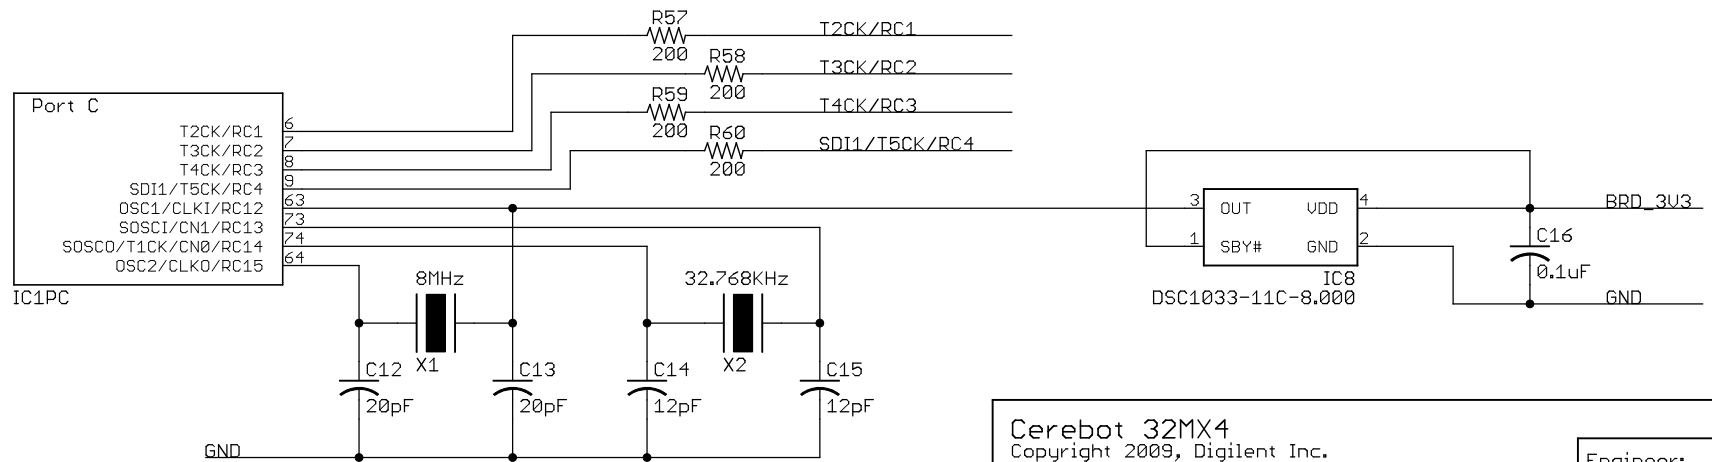 R57
200
T2CK/RC1
R58
200
T3CK/RC2
R59
200
T4CK/RC3
R60
200
SDI1/T5CK/RC4
Port C
T2CK/RC1 6
T3CK/RC2 7
T4CK/RC3 8
SDI1/T5CK/RC4 9
OSC1/CLKI/RC12 63
SOSCI/CN1/RC13 73
SOSCO/T1CK/CN0/RC14 74
OSC2/CLKO/RC15 64
IC1PC
8MHz
X1
32.768KHz
X2
C12
20pF
C13
20pF
C14
12pF
C15
12pF
GND
3 OUT VDD 4
1 SBY# GND 2
IC8
DSC1033-11C-8.000
BRD_3V3
C16
0.1uF
GND
Cerebot 32MX4
Copyright 2009, Digilent Inc.
Engineer: